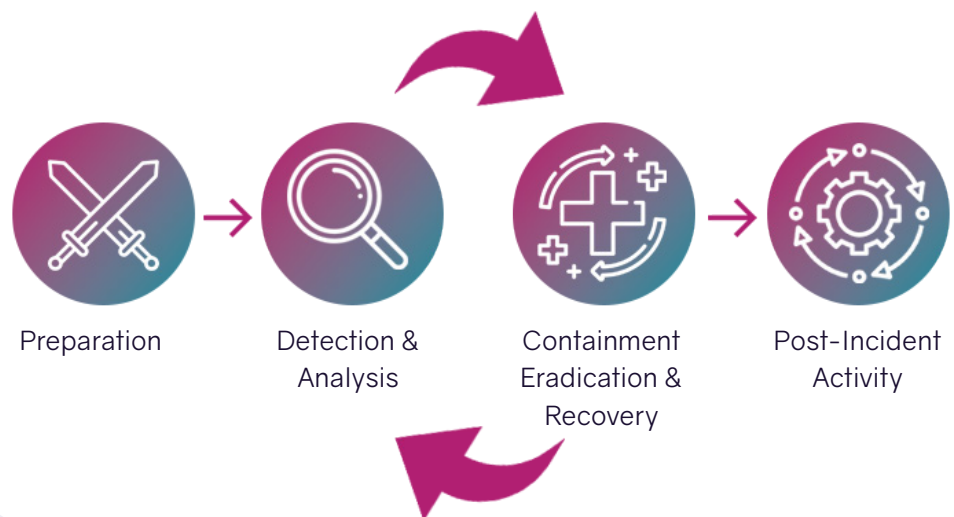 Preparation
Detection &
Analysis
Containment
Eradication &
Recovery
Post-Incident
Activity